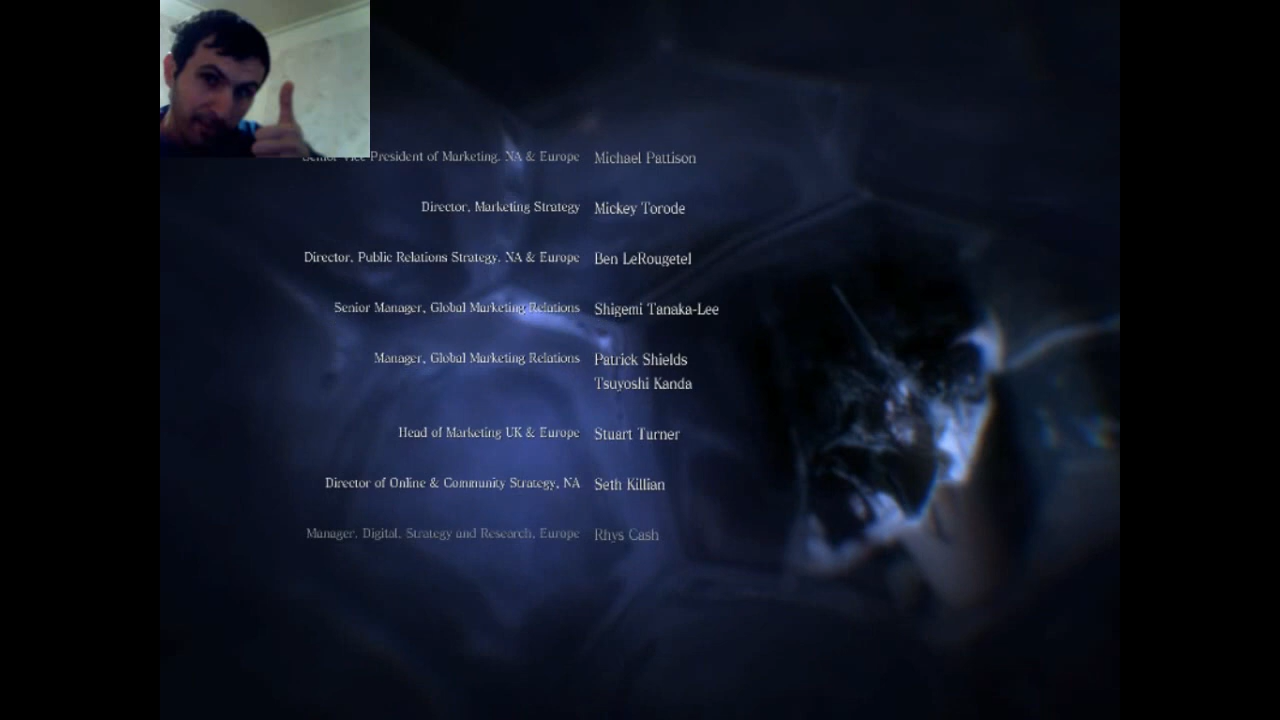 Senior Vice President of Marketing, NA & Europe Michael Pattison
Director, Marketing Strategy Mickey Torode
Director, Public Relations Strategy, NA & Europe Ben LeRougetel
Senior Manager, Global Marketing Relations Shigemi Tanaka-Lee
Manager, Global Marketing Relations Patrick Shields
Tsuyoshi Kanda
Head of Marketing UK & Europe Stuart Turner
Director of Online & Community Strategy, NA Seth Killian
Manager, Digital, Strategy and Research, Europe Rhys Cash